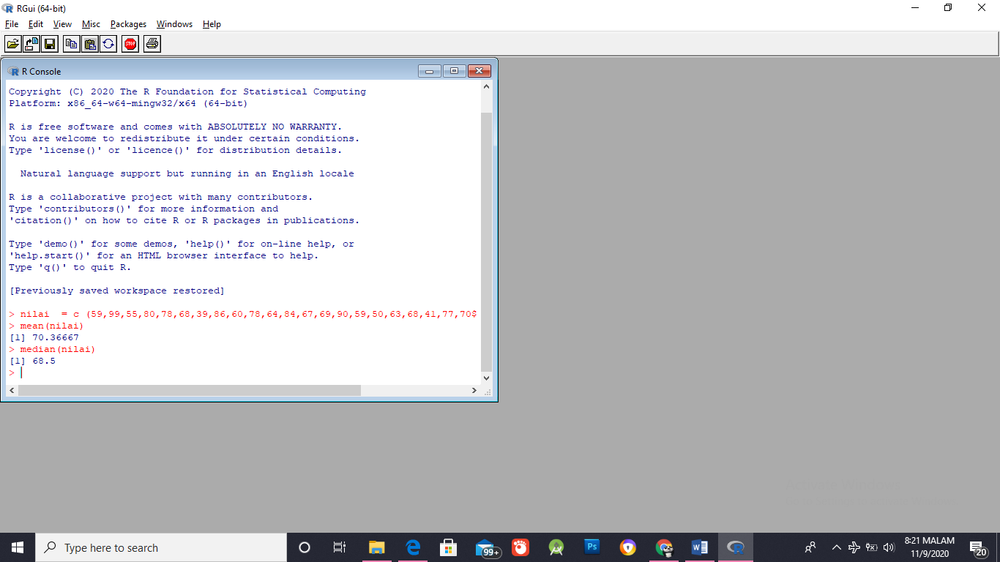 RGui (64-bit)
File Edit View Misc Packages Windows Help
STOP
R Console
Copyright (C) 2020 The R Foundation for Statistical Computing
Platform: x86_64-w64-mingw32/x64 (64-bit)
R is free software and comes with ABSOLUTELY NO WARRANTY.
You are welcome to redistribute it under certain conditions.
Type 'license()' or 'licence()' for distribution details.
Natural language support but running in an English locale
R is a collaborative project with many contributors.
Type 'contributors()' for more information and
'citation()' on how to cite R or R packages in publications.
Type 'demo()' for some demos, 'help()' for on-line help, or
'help.start()' for an HTML browser interface to help.
Type 'q()' to quit R.
[Previously saved workspace restored]
> nilai  = c (59,99,55,80,78,68,39,86,60,78,64,84,67,69,90,59,50,63,68,41,77,70$
> mean(nilai)
[1] 70.36667
> median(nilai)
[1] 68.5
>
Type here to search
99+
Ps
8:21 MALAM
11/9/2020
20